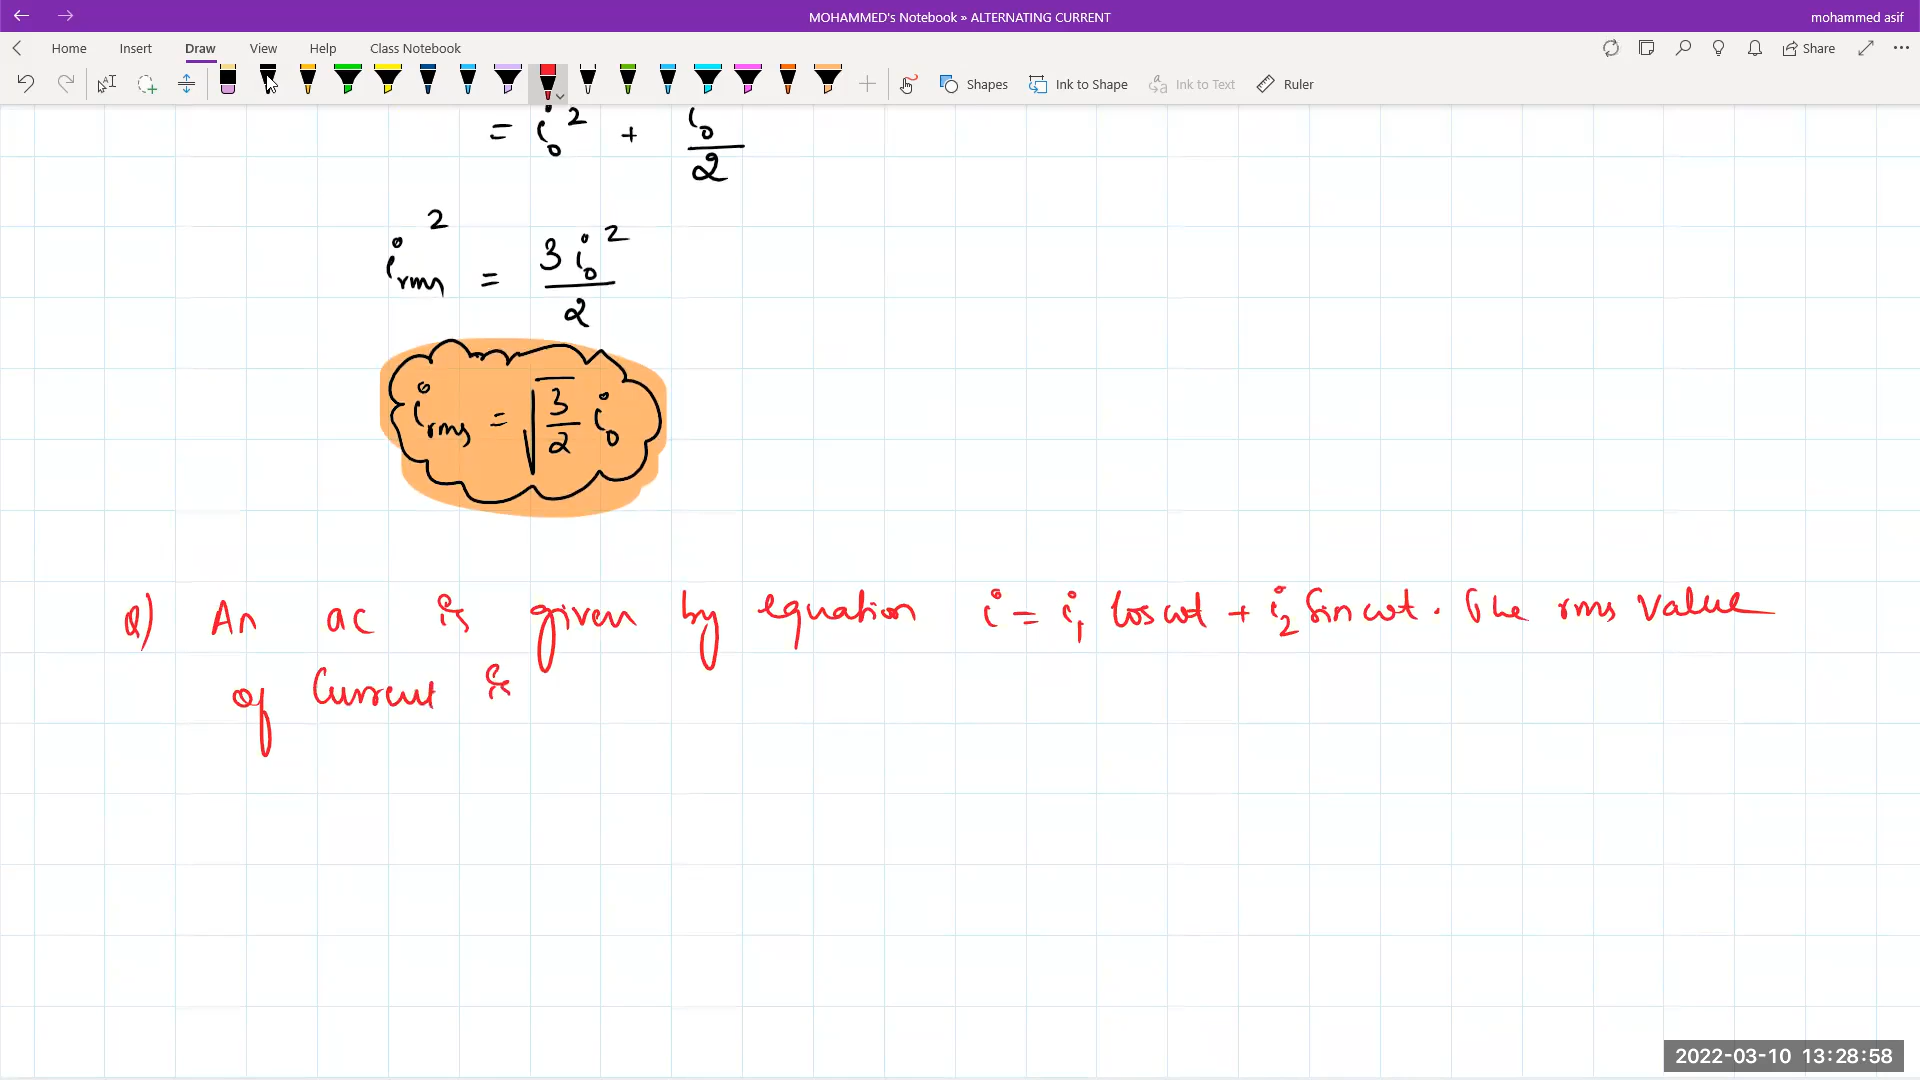 MOHAMMED's Notebook » ALTERNATING CURRENT
mohammed asif
Home Insert Draw View Help Class Notebook
Share
Shapes Ink to Shape Ink to Text Ruler
= i₀² + i₀/2
i²rms = 3i₀²/2
irms = √(3/2) i₀
Q) An ac is given by equation i = i₁ Cos ωt + i₂ Sin ωt. The rms value
of Current is
2022-03-10 13:28:58